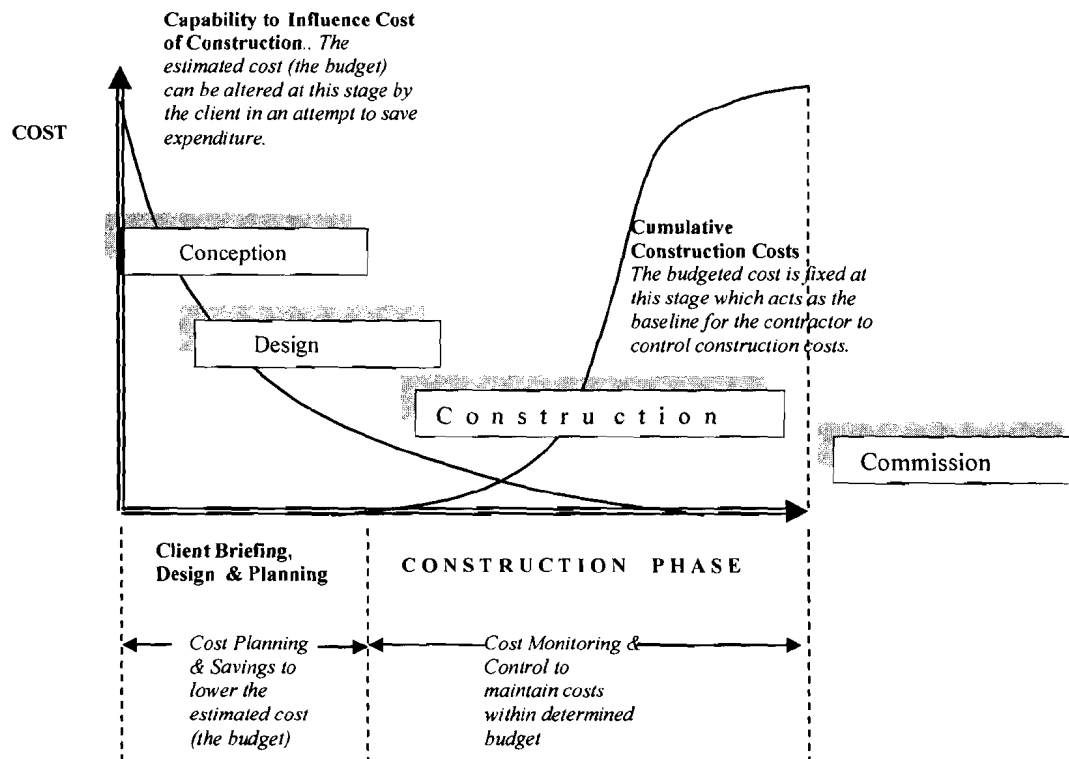 Capability to Influence Cost
of Construction.. The
estimated cost (the budget)
can be altered at this stage by
the client in an attempt to save
expenditure.
COST
Conception
Cumulative
Construction Costs
The budgeted cost is fixed at
this stage which acts as the
baseline for the contractor to
control construction costs.
Design
Construction
Commission
Client Briefing,
Design & Planning
CONSTRUCTION PHASE
Cost Planning
& Savings to
lower the
estimated cost
(the budget)
Cost Monitoring &
Control to
maintain costs
within determined
budget